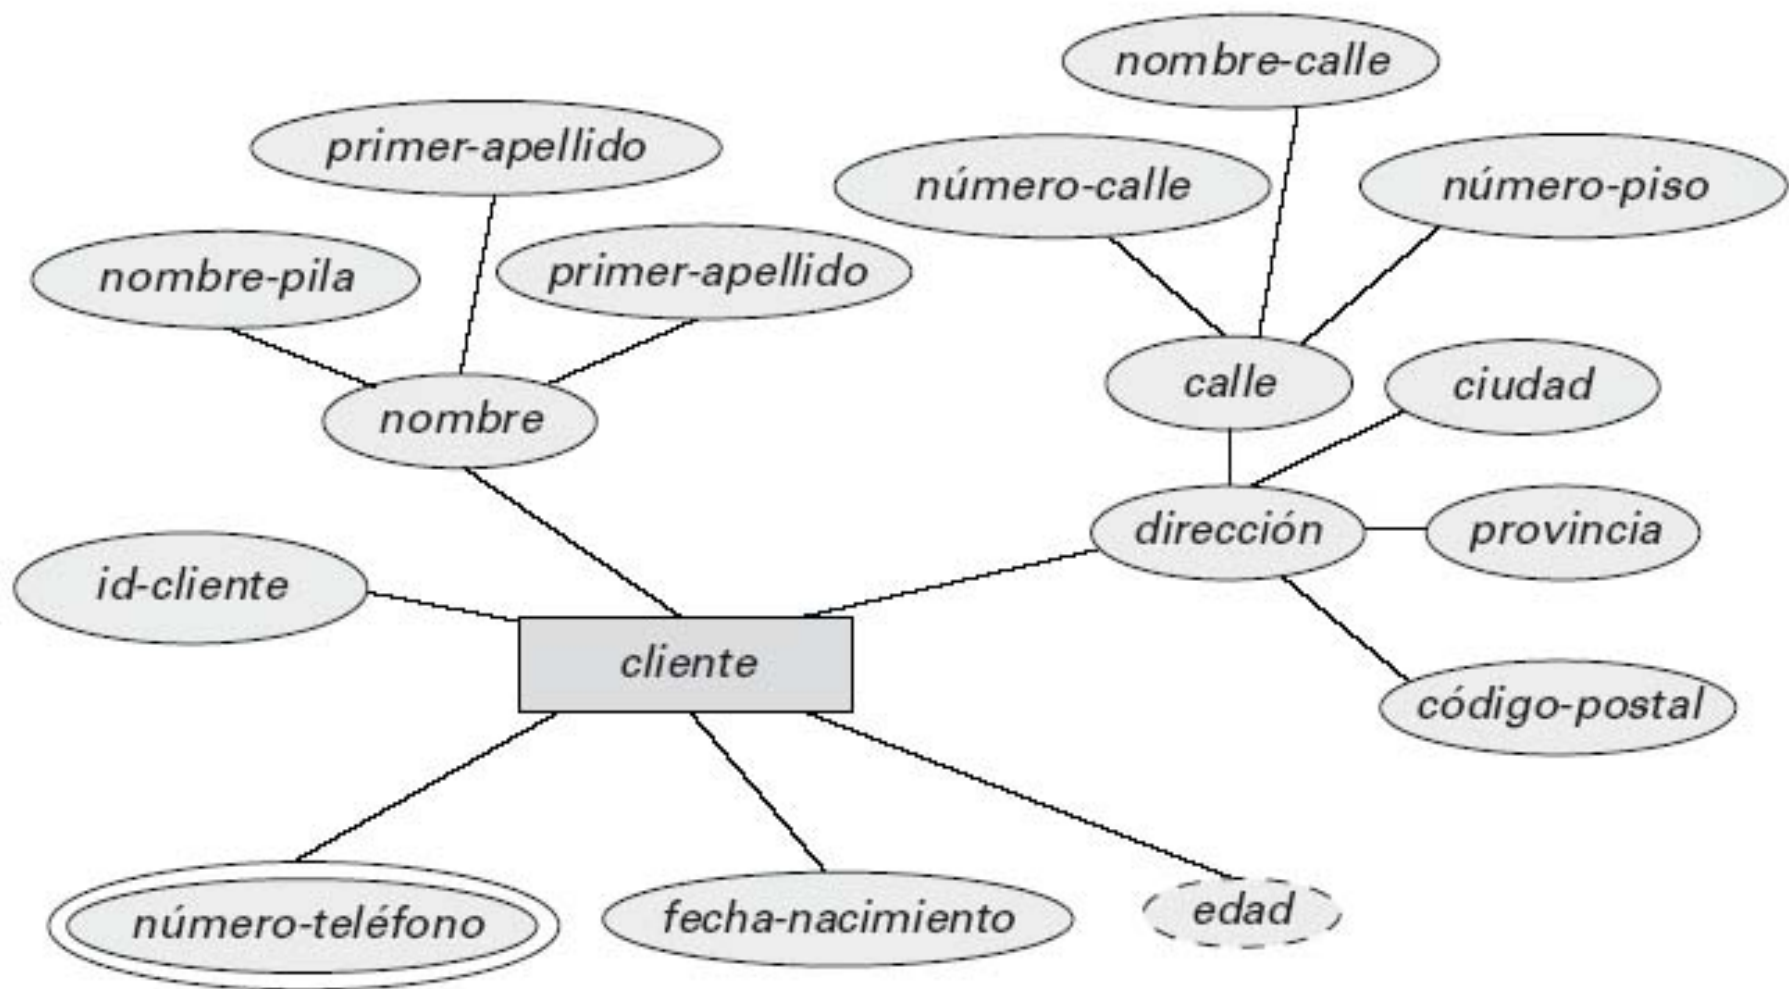 nombre-calle
primer-apellido
número-calle
número-piso
nombre-pila
primer-apellido
calle
ciudad
nombre
dirección
provincia
id-cliente
cliente
código-postal
número-teléfono
fecha-nacimiento
edad